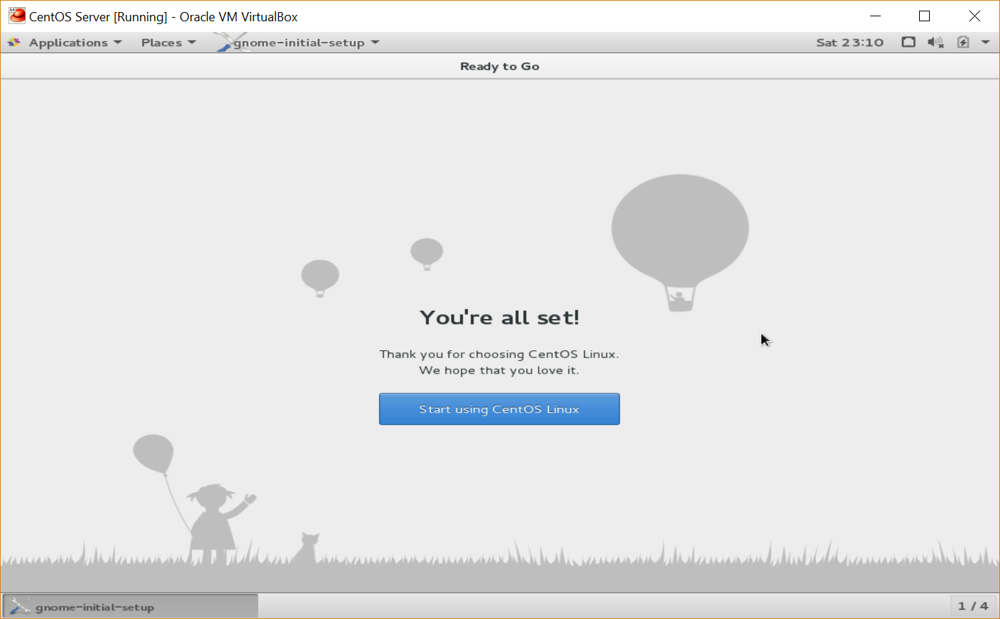 CentOS Server [Running] - Oracle VM VirtualBox
Applications Places gnome-initial-setup Sat 23:10
Ready to Go
You're all set!
Thank you for choosing CentOS Linux.
We hope that you love it.
Start using CentOS Linux
gnome-initial-setup 1 / 4